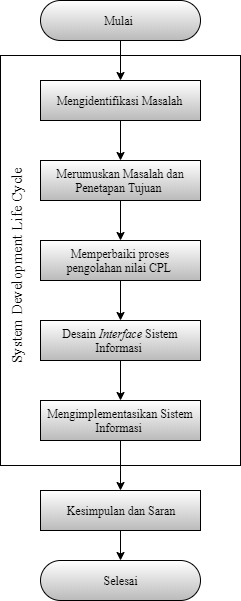 Mulai
System Development Life Cycle
Mengidentifikasi Masalah
Merumuskan Masalah dan
Penetapan Tujuan
Memperbaiki proses
pengolahan nilai CPL
Desain Interface Sistem
Informasi
Mengimplementasikan Sistem
Informasi
Kesimpulan dan Saran
Selesai